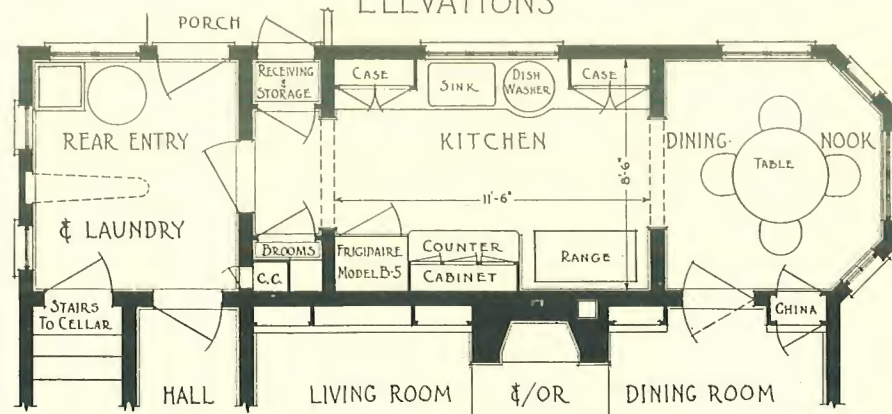 ELEVATIONS
PORCH
RECEIVING
&
STORAGE
CASE
SINK
DISH
WASHER
CASE
REAR ENTRY
KITCHEN
DINING-
NOOK
TABLE
8'-6"
11'-6"
& LAUNDRY
BROOMS
C.C.
FRIGIDAIRE
MODEL B-5
COUNTER
CABINET
RANGE
STAIRS
TO CELLAR
CHINA
HALL
LIVING ROOM
&/OR
DINING ROOM